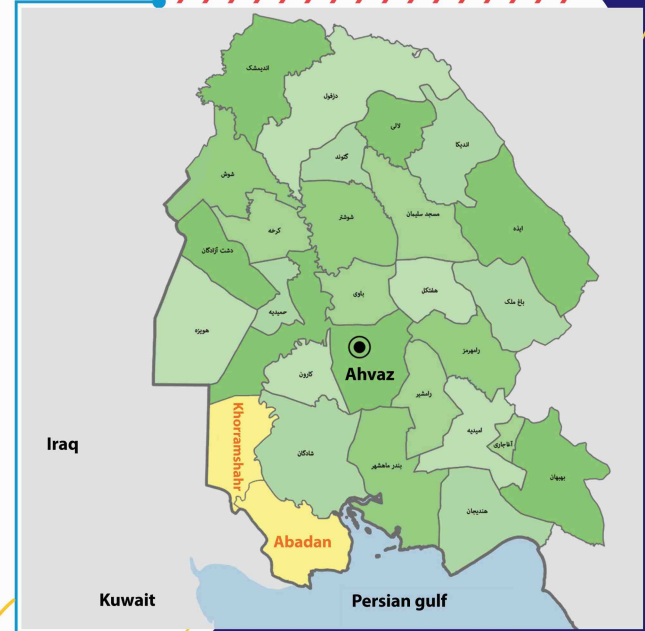 اندیمشک
دزفول
لالی
اندیکا
گتوند
شوش
مسجد سلیمان
شوشتر
ایذه
کرخه
دشت آزادگان
هفتکل
باوی
باغ ملک
حمیدیه
هویزه
رامهرمز
کارون
Ahvaz
رامشیر
Khorramshahr
امیدیه
آغاجاری
Iraq
شادگان
بندر ماهشهر
بهبهان
هندیجان
Abadan
Kuwait
Persian gulf